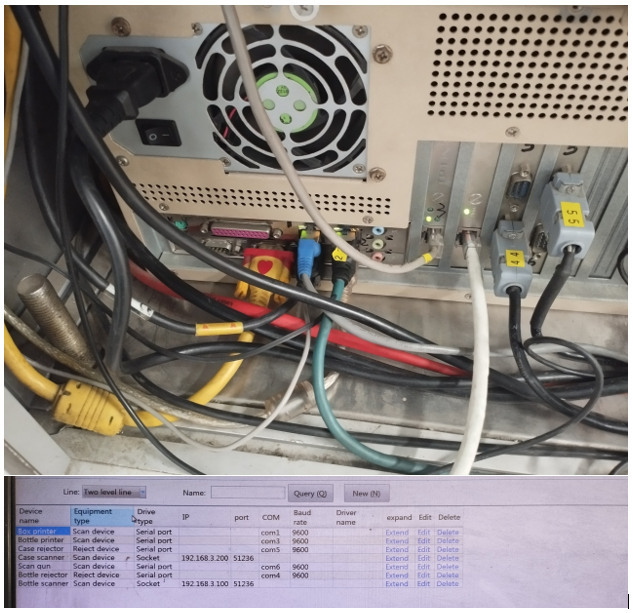 2
44
55
Line: Two level line Name: Query (Q) New (N)
Device name Equipment type Drive type IP port COM Baud rate Driver name expand Edit Delete
Box printer Scan device Serial port com1 9600 Extend Edit Delete
Bottle printer Scan device Serial port com3 9600 Extend Edit Delete
Case rejector Reject device Serial port com5 9600 Extend Edit Delete
Case scanner Scan device Socket 192.168.3.200 51236 Extend Edit Delete
Scan gun Scan device Serial port com6 9600 Extend Edit Delete
Bottle rejector Reject device Serial port com4 9600 Extend Edit Delete
Bottle scanner Scan device Socket 192.168.3.100 51236 Extend Edit Delete